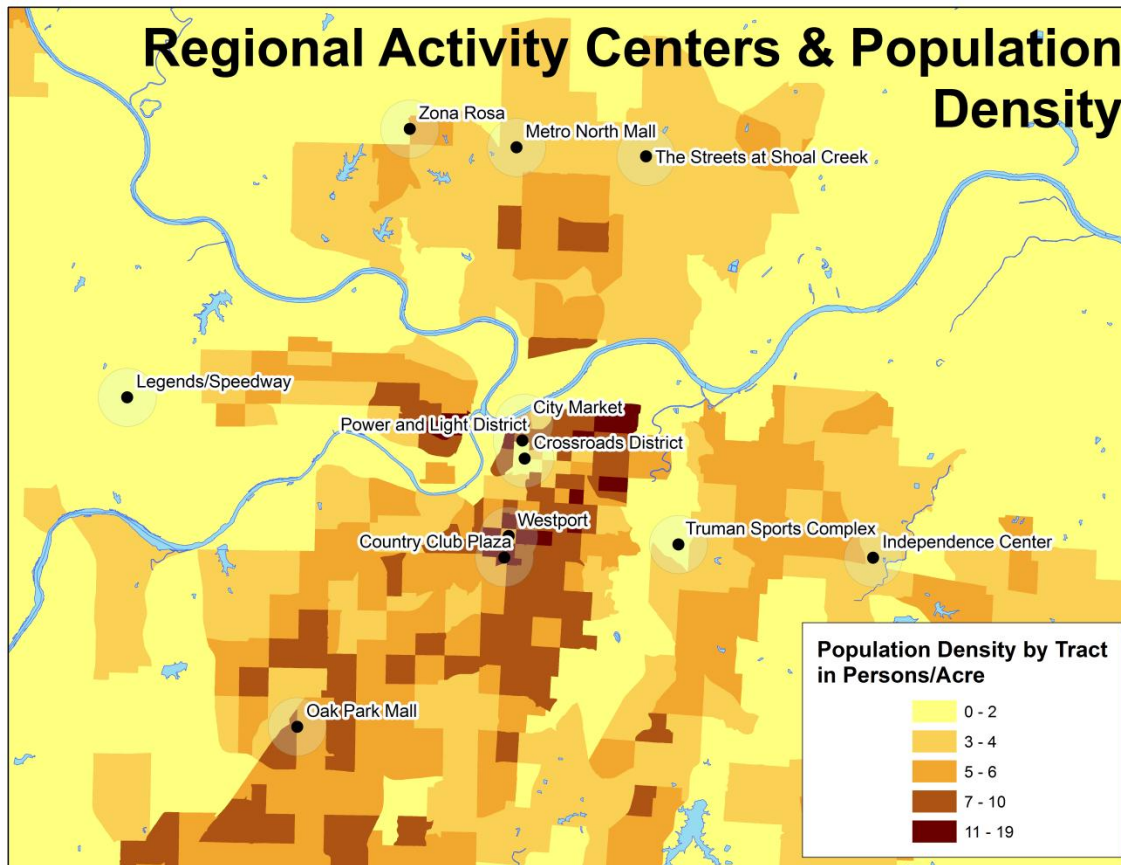 Regional Activity Centers & Population
Density
Zona Rosa
Metro North Mall
The Streets at Shoal Creek
Legends/Speedway
City Market
Power and Light District
Crossroads District
Westport
Country Club Plaza
Truman Sports Complex
Independence Center
Oak Park Mall
Population Density by Tract
in Persons/Acre
0 - 2
3 - 4
5 - 6
7 - 10
11 - 19